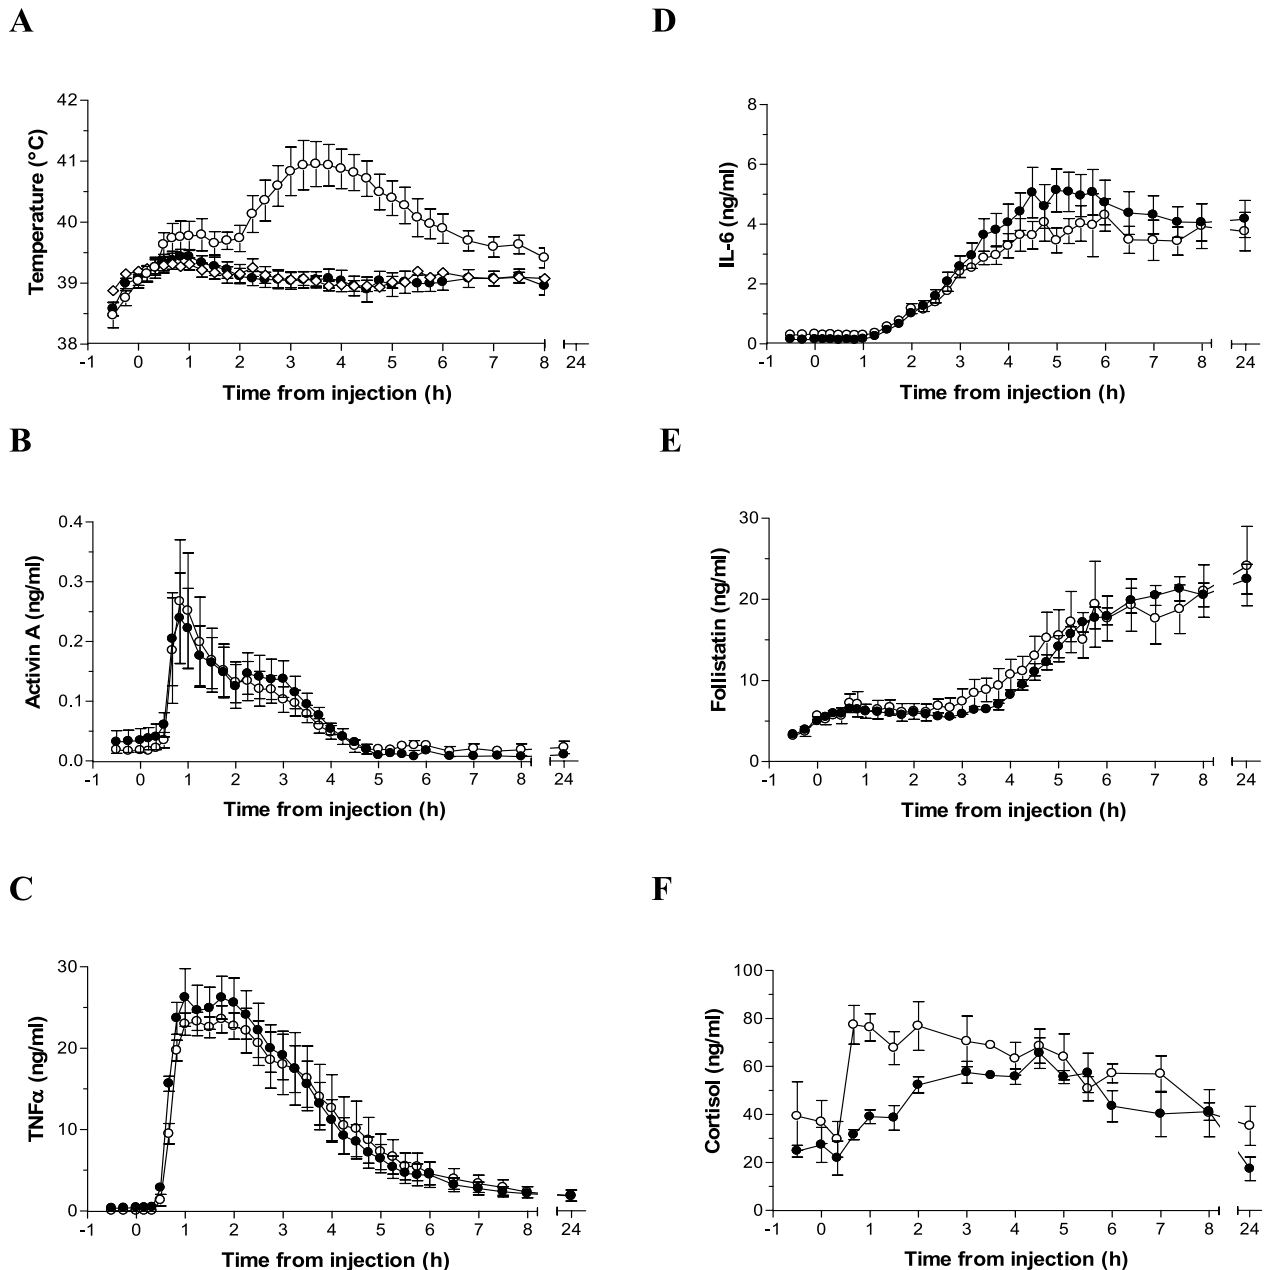 A
Temperature (°C)
42
41
40
39
38
-1 0 1 2 3 4 5 6 7 8 24
Time from injection (h)
B
Activin A (ng/ml)
0.4
0.3
0.2
0.1
0.0
-1 0 1 2 3 4 5 6 7 8 24
Time from injection (h)
C
TNFα (ng/ml)
30
20
10
0
-1 0 1 2 3 4 5 6 7 8 24
Time from injection (h)
D
IL-6 (ng/ml)
8
6
4
2
0
-1 0 1 2 3 4 5 6 7 8 24
Time from injection (h)
E
Follistatin (ng/ml)
30
20
10
0
-1 0 1 2 3 4 5 6 7 8 24
Time from injection (h)
F
Cortisol (ng/ml)
100
80
60
40
20
0
-1 0 1 2 3 4 5 6 7 8 24
Time from injection (h)